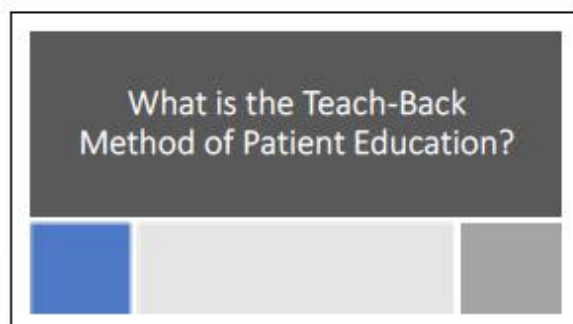 What is the Teach-Back
Method of Patient Education?